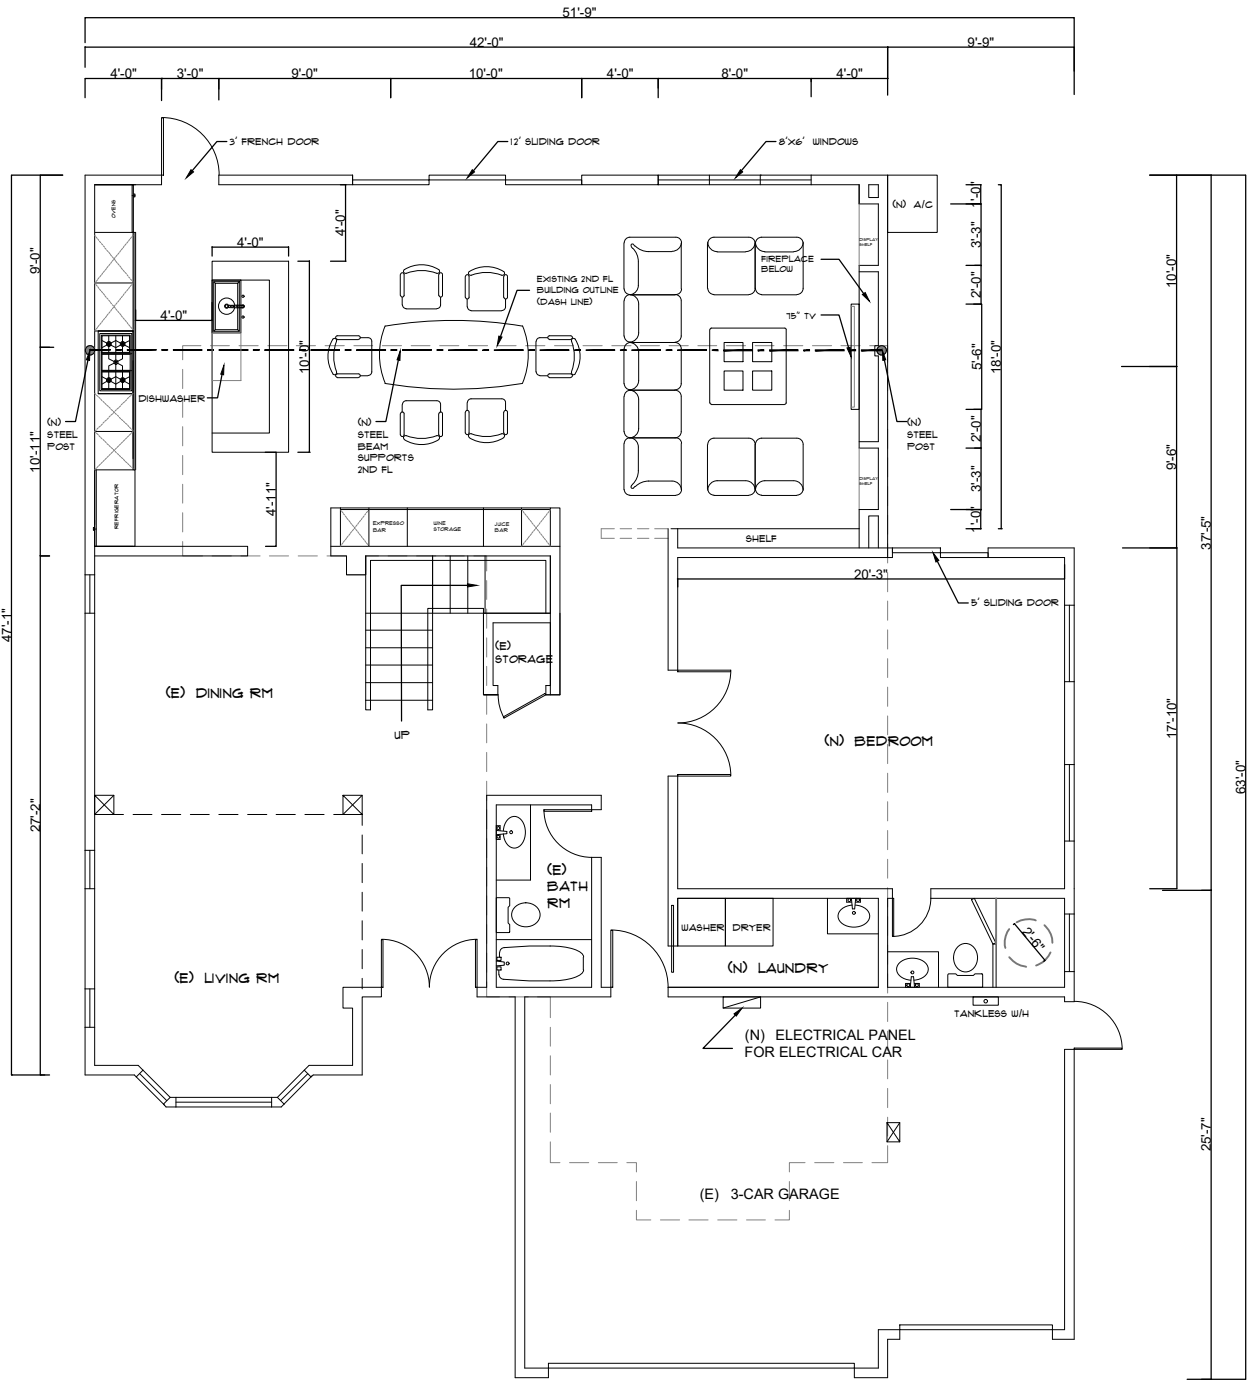 51'-9"
42'-0"
9'-9"
4'-0"
3'-0"
9'-0"
10'-0"
4'-0"
8'-0"
4'-0"
3' FRENCH DOOR
12' SLIDING DOOR
8'X6' WINDOWS
OVENS
(N) A/C
1'-0"
4'-0"
4'-0"
DISPLAY
SHELF
3'-3"
9'-0"
FIREPLACE
BELOW
10'-0"
EXISTING 2ND FL
BUILDING OUTLINE
(DASH LINE)
2'-0"
4'-0"
75" TV
10'-0"
5'-6"
18'-0"
DISHWASHER
(N)
STEEL
POST
(N)
STEEL
BEAM
SUPPORTS
2ND FL
(N)
STEEL
POST
2'-0"
10'-11"
9'-6"
4'-11"
DISPLAY
SHELF
3'-3"
REFRIGERATOR
EXPRESSO
BAR
WINE
STORAGE
JUICE
BAR
1'-0"
SHELF
37'-5"
20'-3"
5' SLIDING DOOR
47'-1"
(E)
STORAGE
(E) DINING RM
UP
(N) BEDROOM
17'-10"
63'-0"
27'-2"
(E)
BATH
RM
WASHER
DRYER
2'-6"
(E) LIVING RM
(N) LAUNDRY
TANKLESS W/H
(N) ELECTRICAL PANEL
FOR ELECTRICAL CAR
25'-7"
(E) 3-CAR GARAGE